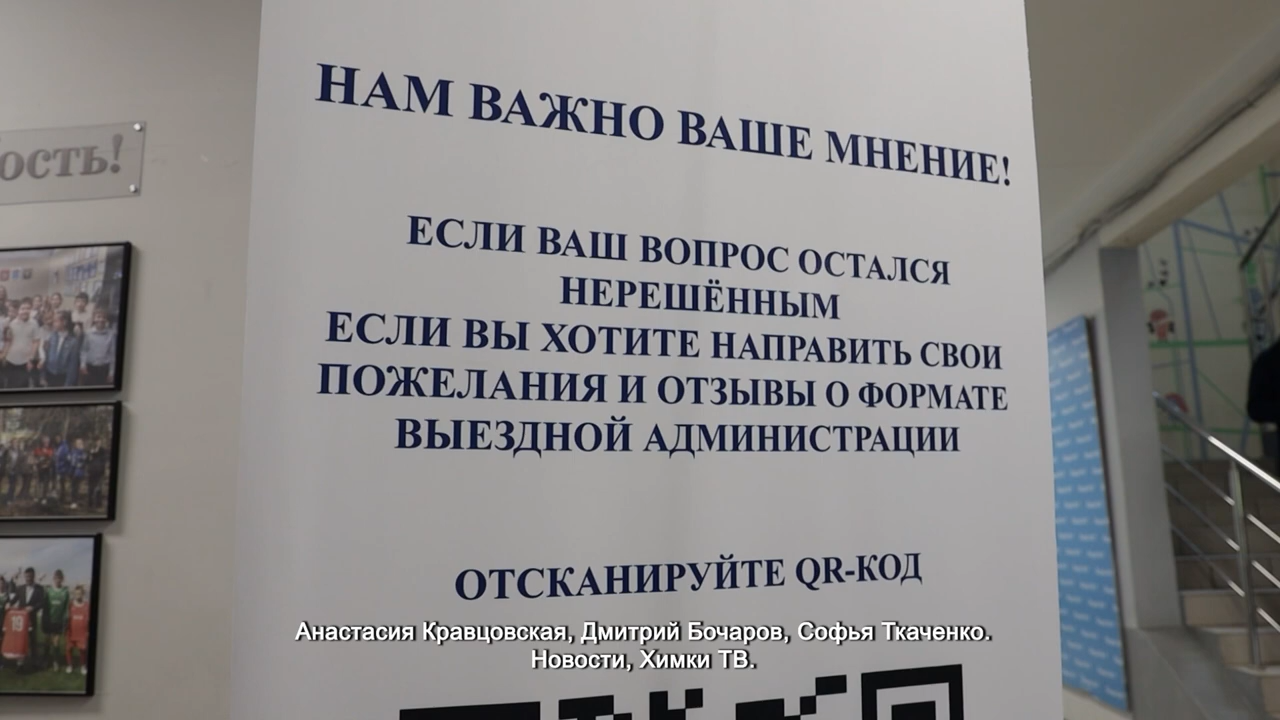 НАМ ВАЖНО ВАШЕ МНЕНИЕ!
ЕСЛИ ВАШ ВОПРОС ОСТАЛСЯ
НЕРЕШЁННЫМ
ЕСЛИ ВЫ ХОТИТЕ НАПРАВИТЬ СВОИ
ПОЖЕЛАНИЯ И ОТЗЫВЫ О ФОРМАТЕ
ВЫЕЗДНОЙ АДМИНИСТРАЦИИ
ОТСКАНИРУЙТЕ QR-КОД
Анастасия Кравцовская, Дмитрий Бочаров, Софья Ткаченко.
Новости, Химки ТВ.
19